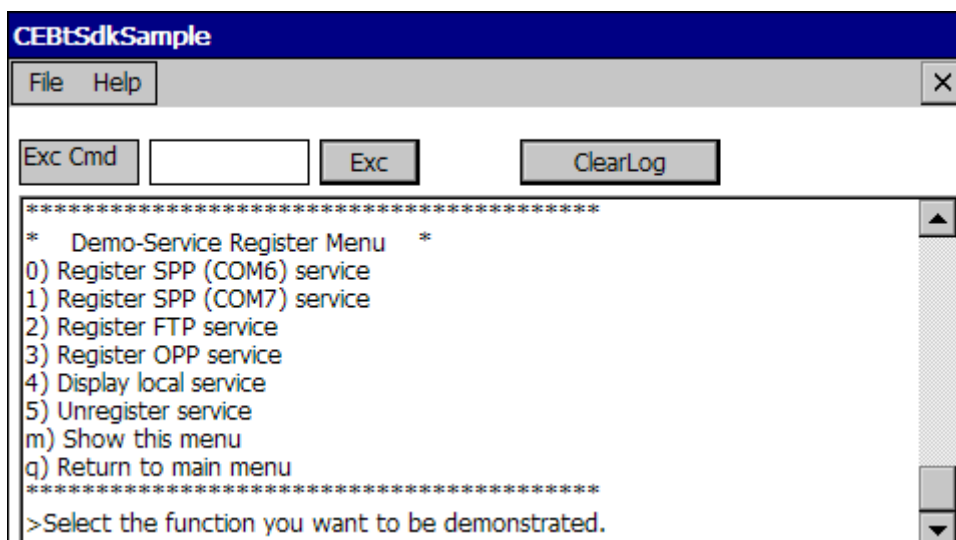 CEBtSdkSample
File Help
Exc Cmd Exc ClearLog
*****************************************
* Demo-Service Register Menu *
0) Register SPP (COM6) service
1) Register SPP (COM7) service
2) Register FTP service
3) Register OPP service
4) Display local service
5) Unregister service
m) Show this menu
q) Return to main menu
*****************************************
>Select the function you want to be demonstrated.